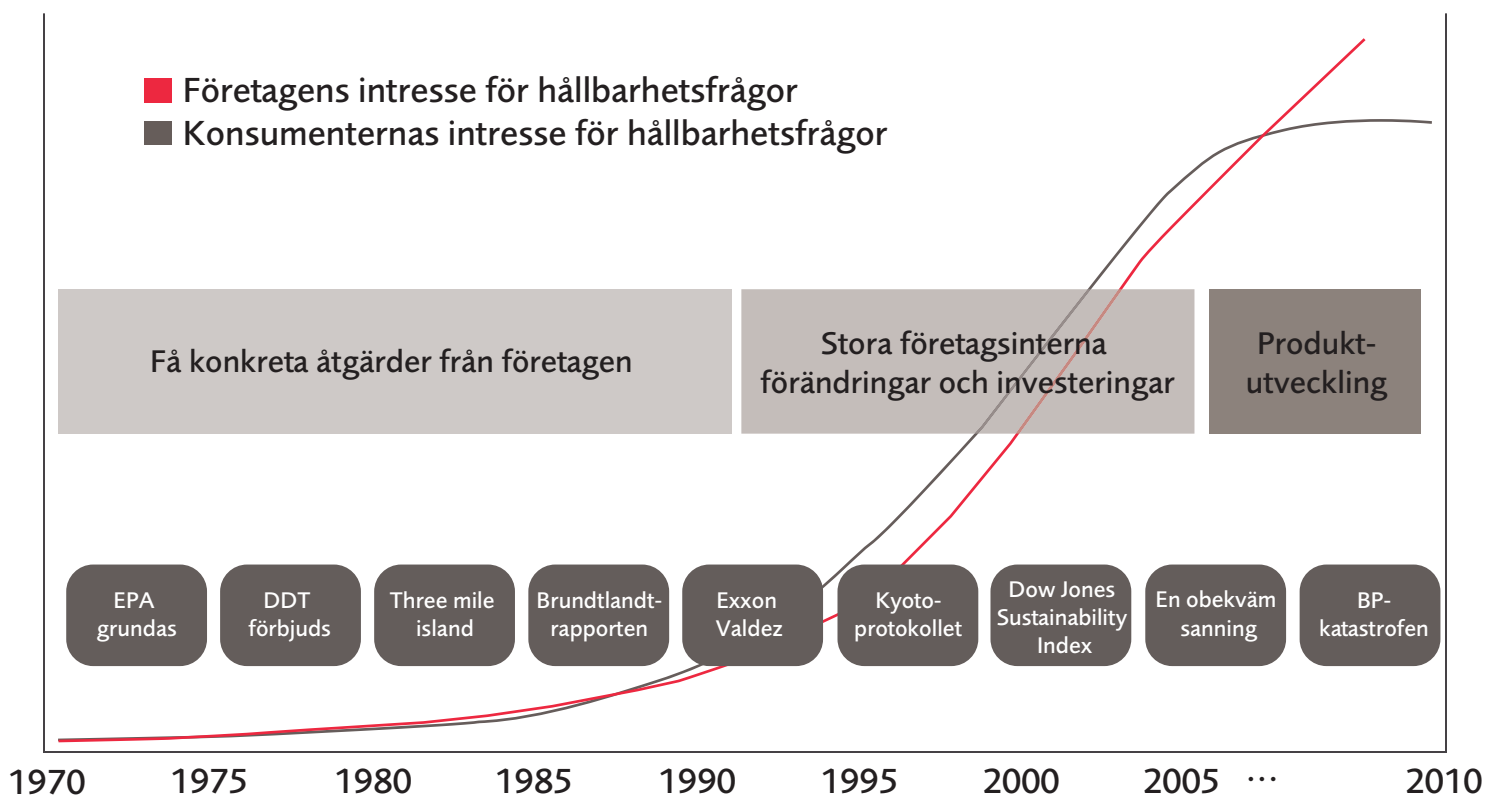 Företagens intresse för hållbarhetsfrågor
Konsumenternas intresse för hållbarhetsfrågor
Få konkreta åtgärder från företagen
Stora företagsinterna
förändringar och investeringar
Produkt-
utveckling
EPA
grundas
DDT
förbjuds
Three mile
island
Brundtlandt-
rapporten
Exxon
Valdez
Kyoto-
protokollet
Dow Jones
Sustainability
Index
En obekväm
sanning
BP-
katastrofen
1970 1975 1980 1985 1990 1995 2000 2005 ... 2010